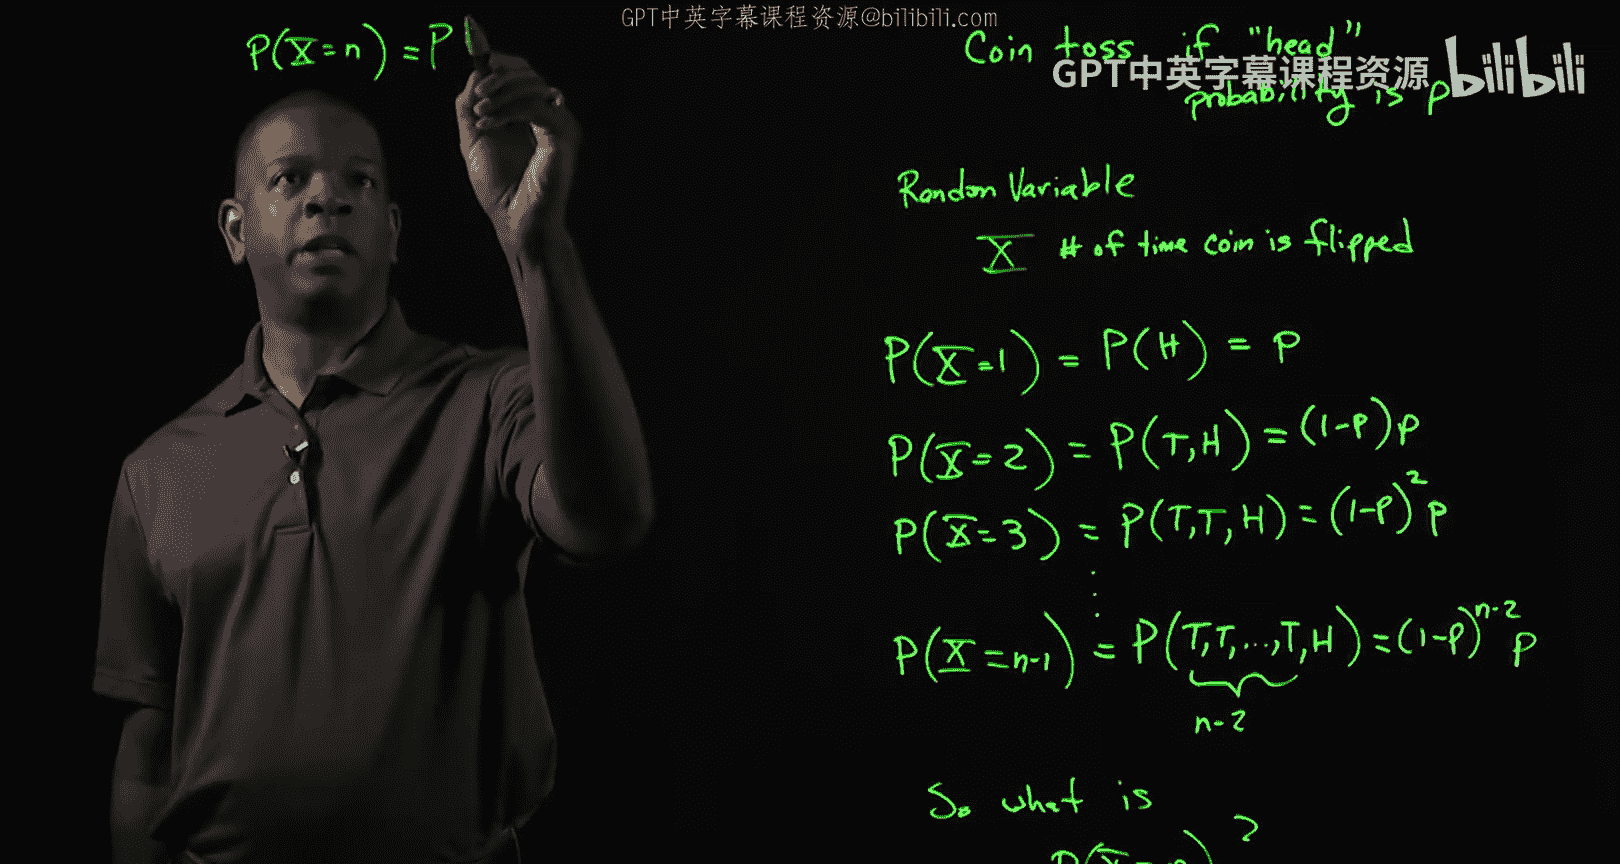 GPT中英字幕课程资源@bilibili.com
GPT中英字幕课程资源 bilibili
P(X=n) = P(
Coin toss if "head"
probability is p
Random Variable
X # of time coin is flipped
P(X=1) = P(H) = p
P(X=2) = P(T,H) = (1-p)p
P(X=3) = P(T,T,H) = (1-p)²p
⋮
P(X=n-1) = P(T,T,...,T,H) = (1-p)ⁿ⁻²p
n-2
So what is
P(X=n) ?